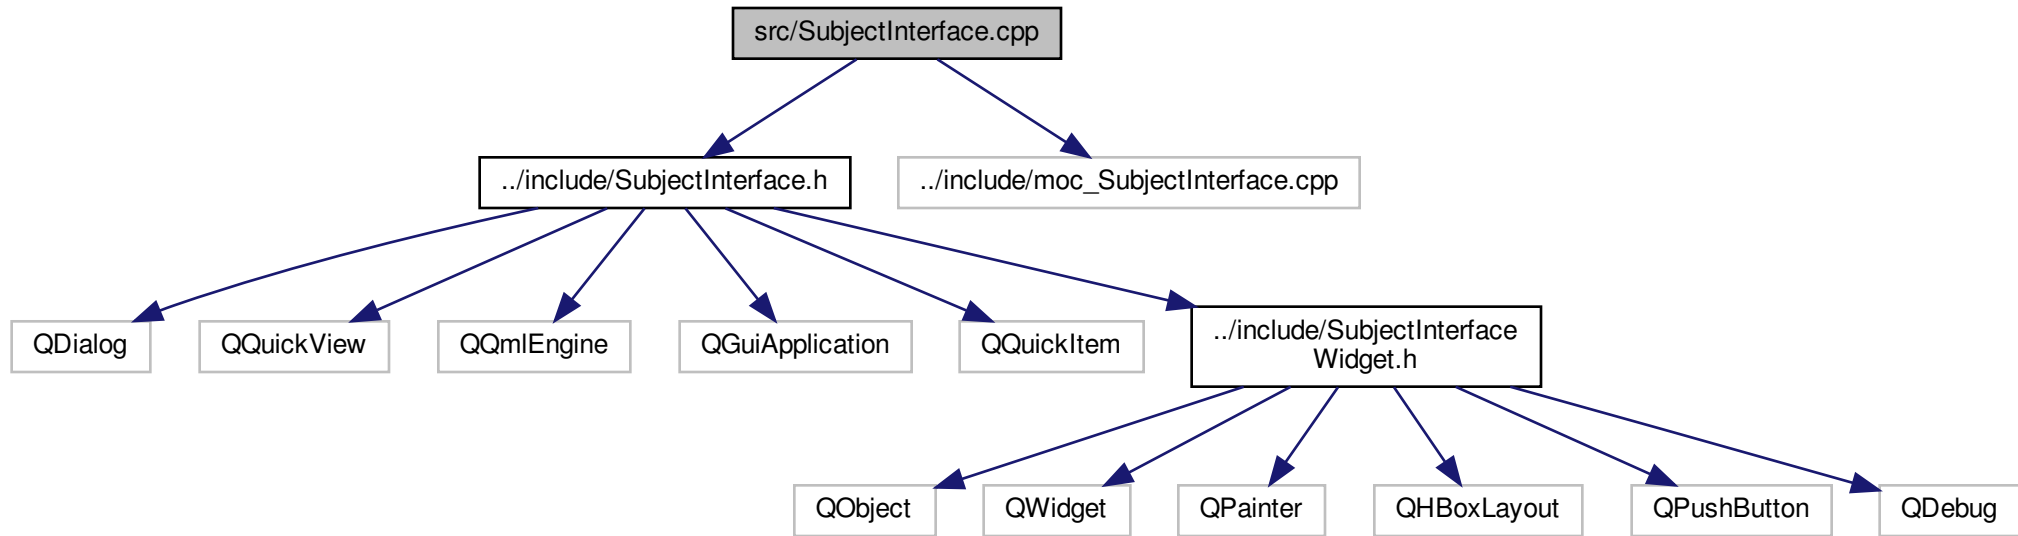 src/SubjectInterface.cpp
../include/SubjectInterface.h
../include/moc_SubjectInterface.cpp
QDialog
QQuickView
QQmlEngine
QGuiApplication
QQuickItem
../include/SubjectInterface
Widget.h
QObject
QWidget
QPainter
QHBoxLayout
QPushButton
QDebug